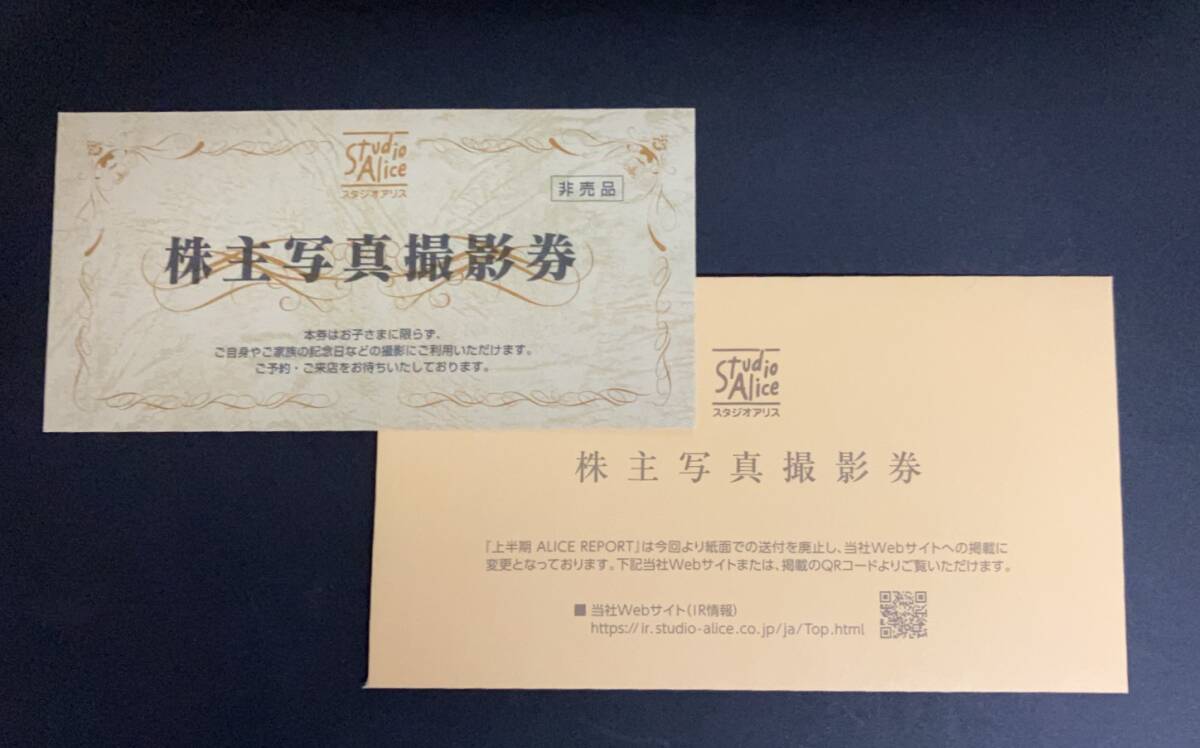 Studio
Alice
スタジオアリス
非売品
株主写真撮影券
本券はお子さまに限らず、
ご自身やご家族の記念日などの撮影にご利用いただけます。
ご予約・ご来店をお待ちいたしております。
Studio
Alice
スタジオアリス
株主写真撮影券
『上半期 ALICE REPORT』は今回より紙面での送付を廃止し、当社Webサイトへの掲載に
変更となっております。下記当社Webサイトまたは、掲載のQRコードよりご覧いただけます。
■ 当社Webサイト(IR情報)
https://ir.studio-alice.co.jp/ja/Top.html